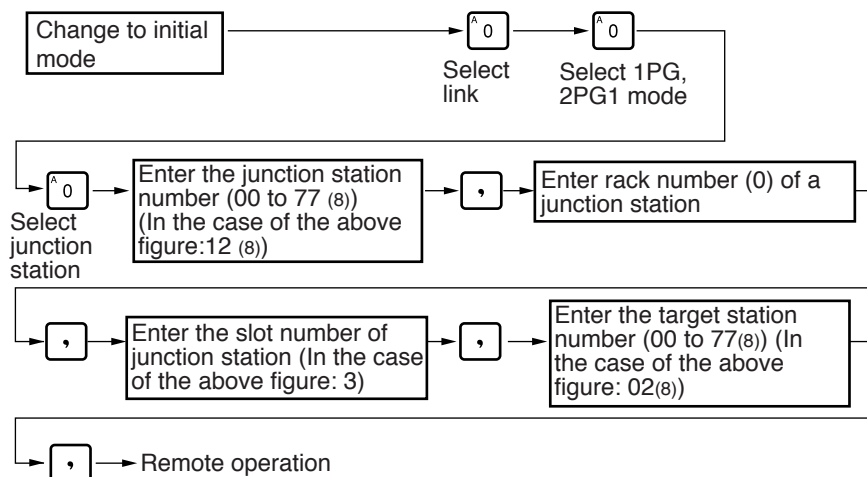 Change to initial
mode
A
0
A
0
Select
link
Select 1PG,
2PG1 mode
A
0
Select
junction
station
Enter the junction station
number (00 to 77 (8))
(In the case of the above
figure:12 (8))
,
Enter rack number (0) of a
junction station
,
Enter the slot number of
junction station (In the case
of the above figure: 3)
,
Enter the target station
number (00 to 77(8)) (In
the case of the above
figure: 02(8))
,
Remote operation